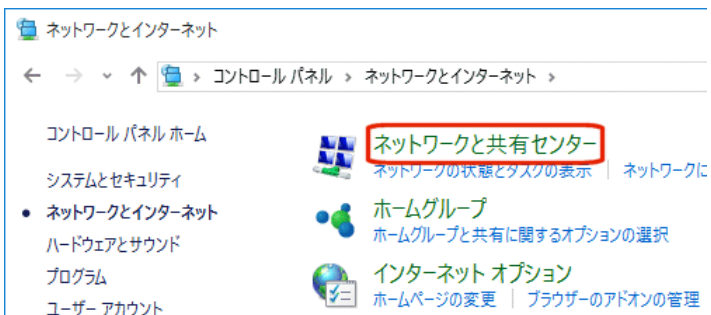 ネットワークとインターネット
コントロール パネル › ネットワークとインターネット ›
コントロール パネル ホーム
システムとセキュリティ
ネットワークとインターネット
ハードウェアとサウンド
プログラム
ユーザー アカウント
ネットワークと共有センター
ネットワークの状態とタスクの表示 | ネットワークに
ホームグループ
ホームグループと共有に関するオプションの選択
インターネット オプション
ホームページの変更 | ブラウザーのアドオンの管理